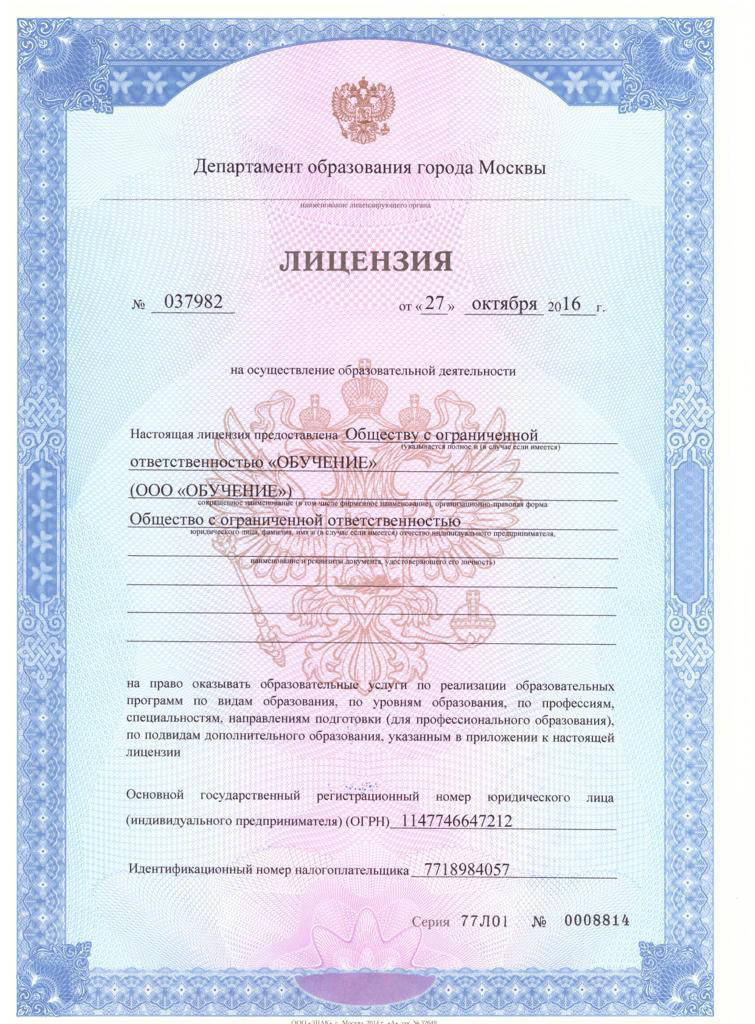 Департамент образования города Москвы
наименование лицензирующего органа
ЛИЦЕНЗИЯ
№ 037982 от «27» октября 2016 г.
на осуществление образовательной деятельности
Настоящая лицензия предоставлена Обществу с ограниченной
(указывается полное и (в случае если имеется)
ответственностью «ОБУЧЕНИЕ»
(ООО «ОБУЧЕНИЕ»)
сокращенное наименование (в том числе фирменное наименование), организационно-правовая форма
Общество с ограниченной ответственностью
юридического лица, фамилия, имя и (в случае если имеется) отчество индивидуального предпринимателя,
наименование и реквизиты документа, удостоверяющего его личность)
на право оказывать образовательные услуги по реализации образовательных
программ по видам образования, по уровням образования, по профессиям,
специальностям, направлениям подготовки (для профессионального образования),
по подвидам дополнительного образования, указанным в приложении к настоящей
лицензии
Основной государственный регистрационный номер юридического лица
(индивидуального предпринимателя) (ОГРН) 1147746647212
Идентификационный номер налогоплательщика 7718984057
Серия 77Л01 № 0008814